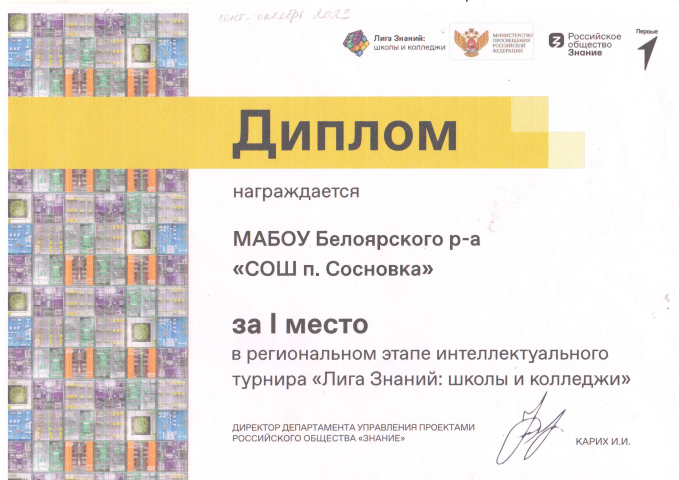 сент-октябрь 2023
Лига Знаний:
школы и колледжи
МИНИСТЕРСТВО
ПРОСВЕЩЕНИЯ
РОССИЙСКОЙ
ФЕДЕРАЦИИ
Российское
общество
Знание
Первые
Диплом
награждается
МАБОУ Белоярского р-а
«СОШ п. Сосновка»
за I место
в региональном этапе интеллектуального
турнира «Лига Знаний: школы и колледжи»
ДИРЕКТОР ДЕПАРТАМЕНТА УПРАВЛЕНИЯ ПРОЕКТАМИ
РОССИЙСКОГО ОБЩЕСТВА «ЗНАНИЕ»
КАРИХ И.И.